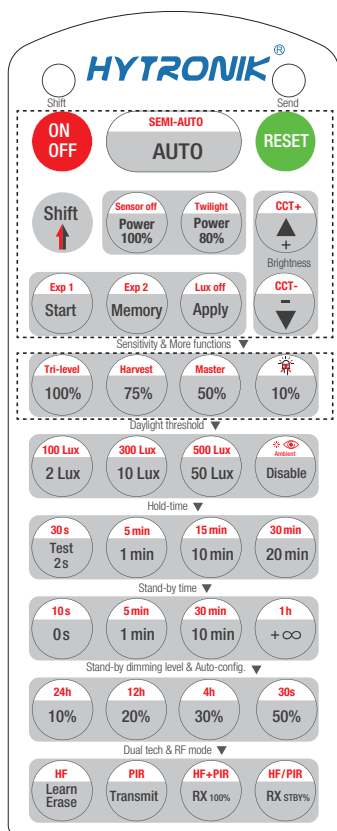 HYTRONIK®
Shift Send
ON
OFF
SEMI-AUTO
AUTO
RESET
Shift
Sensor off
Power
100%
Twilight
Power
80%
CCT+
+
Brightness
CCT-
-
Exp 1
Start
Exp 2
Memory
Lux off
Apply
Sensitivity & More functions ▼
Tri-level Harvest Master
100% 75% 50% 10%
Daylight threshold ▼
100 Lux 300 Lux 500 Lux Ambient
2 Lux 10 Lux 50 Lux Disable
Hold-time ▼
30s 5 min 15 min 30 min
Test
2s
1 min 10 min 20 min
Stand-by time ▼
10s 5 min 30 min 1h
0s 1 min 10 min +∞
Stand-by dimming level & Auto-config. ▼
24h 12h 4h 30s
10% 20% 30% 50%
Dual tech & RF mode ▼
HF PIR HF+PIR HF/PIR
Learn
Erase
Transmit RX 100% RX STBY%